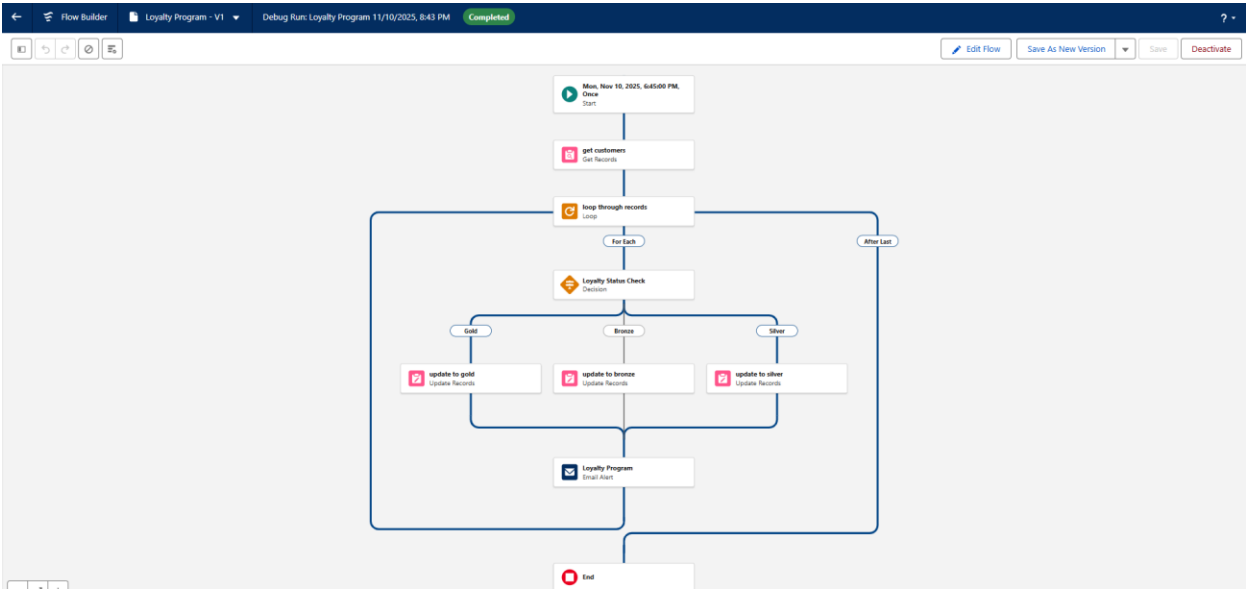 Flow Builder
Loyalty Program - V1
Debug Run: Loyalty Program 11/10/2025, 8:43 PM
Completed
?
Edit Flow
Save As New Version
Save
Deactivate
Mon, Nov 10, 2025, 6:45:00 PM,
Once
Start
get customers
Get Records
loop through records
Loop
For Each
After Last
Loyalty Status Check
Decision
Gold
Bronze
Silver
update to gold
Update Records
update to bronze
Update Records
update to silver
Update Records
Loyalty Program
Email Alert
End